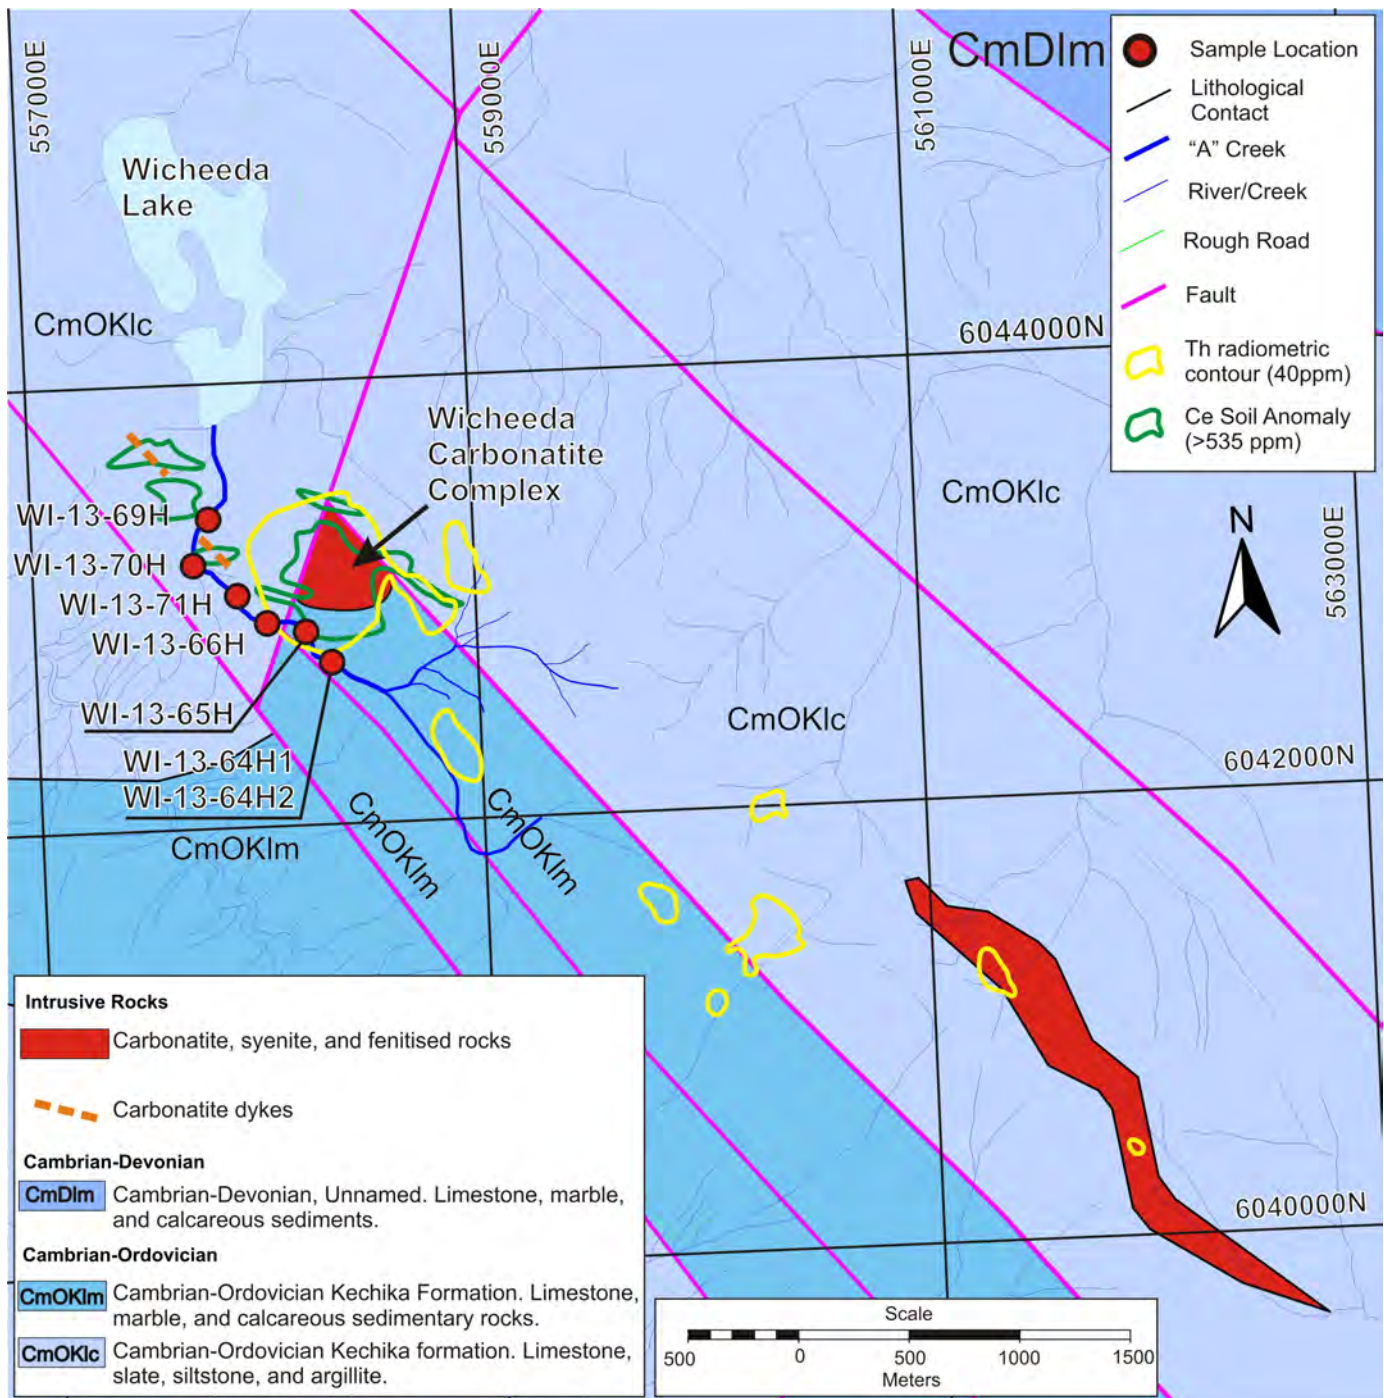 557000E
559000E
561000E
CmDlm
Sample Location
Lithological
Contact
“A” Creek
River/Creek
Rough Road
Fault
Th radiometric
contour (40ppm)
Ce Soil Anomaly
(>535 ppm)
Wicheeda
Lake
CmOKlc
6044000N
Wicheeda
Carbonatite
Complex
CmOKlc
N
563000E
WI-13-69H
WI-13-70H
WI-13-71H
WI-13-66H
WI-13-65H
WI-13-64H1
WI-13-64H2
CmOKlc
6042000N
CmOKlm
CmOKlm
CmOKlm
Intrusive Rocks
Carbonatite, syenite, and fenitised rocks
Carbonatite dykes
Cambrian-Devonian
CmDlm Cambrian-Devonian, Unnamed. Limestone, marble,
and calcareous sediments.
Cambrian-Ordovician
CmOKlm Cambrian-Ordovician Kechika Formation. Limestone,
marble, and calcareous sedimentary rocks.
CmOKlc Cambrian-Ordovician Kechika formation. Limestone,
slate, siltstone, and argillite.
6040000N
Scale
500 0 500 1000 1500
Meters